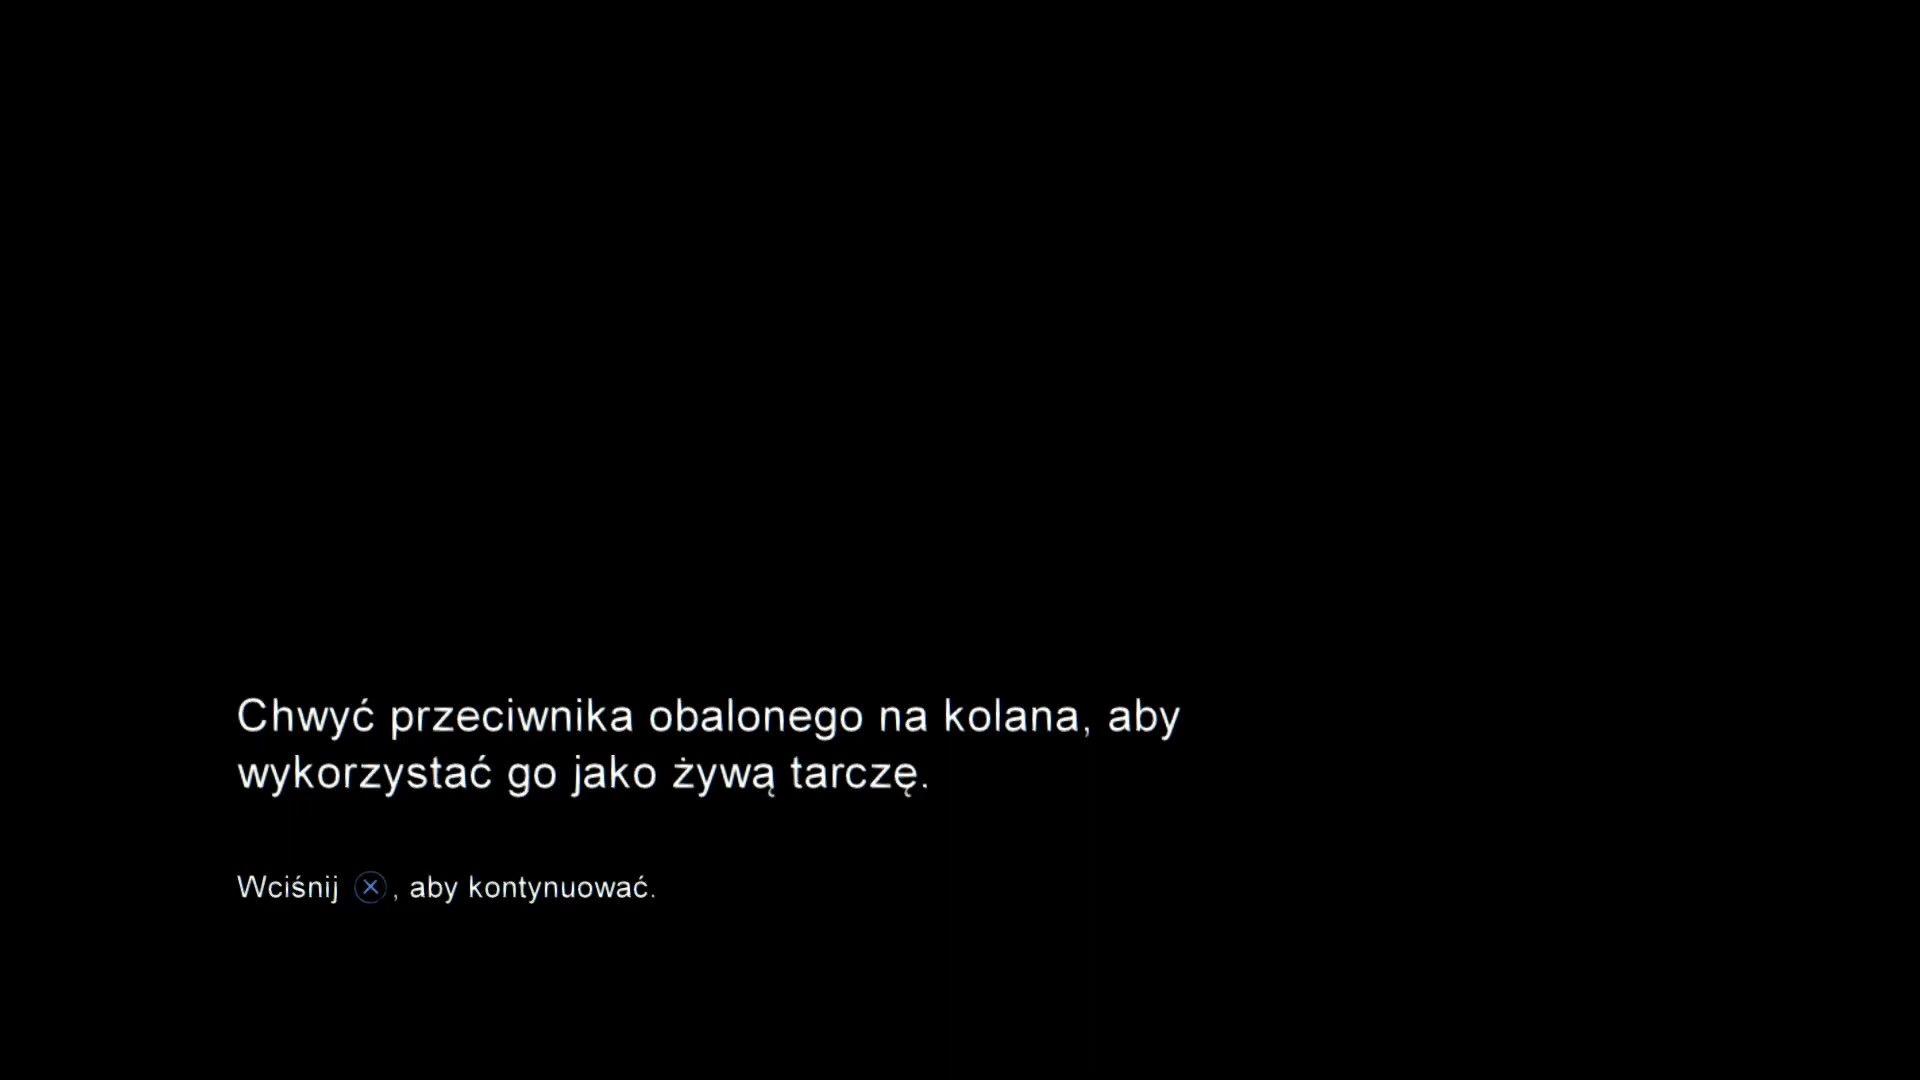 Chwyć przeciwnika obalonego na kolana, aby
wykorzystać go jako żywą tarczę.
Wciśnij ⓧ, aby kontynuować.